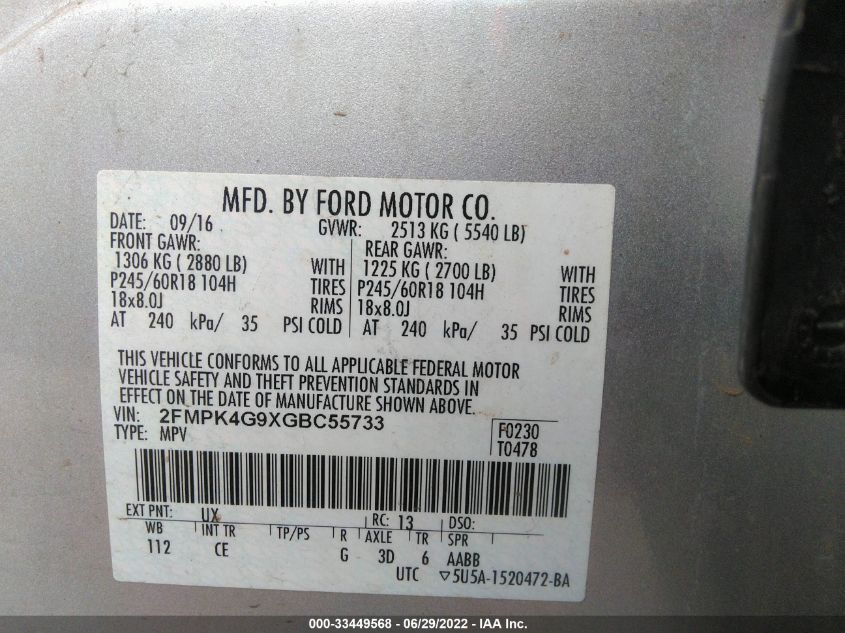 MFD. BY FORD MOTOR CO.
DATE: 09/16 GVWR: 2513 KG ( 5540 LB)
FRONT GAWR: REAR GAWR:
1306 KG ( 2880 LB) WITH 1225 KG ( 2700 LB) WITH
P245/60R18 104H TIRES P245/60R18 104H TIRES
18x8.0J RIMS 18x8.0J RIMS
AT 240 kPa/ 35 PSI COLD AT 240 kPa/ 35 PSI COLD
THIS VEHICLE CONFORMS TO ALL APPLICABLE FEDERAL MOTOR
VEHICLE SAFETY AND THEFT PREVENTION STANDARDS IN
EFFECT ON THE DATE OF MANUFACTURE SHOWN ABOVE.
VIN: 2FMPK4G9XGBC55733 F0230
TYPE: MPV T0478
EXT PNT: UX RC: 13 DSO:
WB INT TR TP/PS R AXLE TR SPR
112 CE G 3D 6 AABB
UTC ▽5U5A-1520472-BA
000-33449568 - 06/29/2022 - IAA Inc.